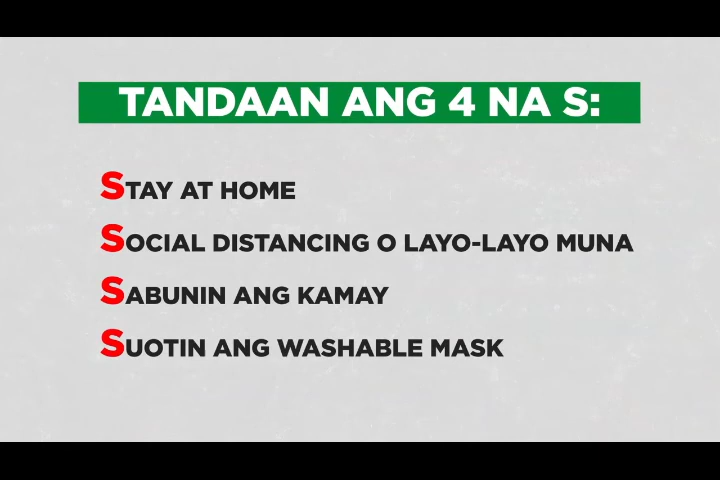 TANDAAN ANG 4 NA S:
STAY AT HOME
SOCIAL DISTANCING O LAYO-LAYO MUNA
SABUNIN ANG KAMAY
SUOTIN ANG WASHABLE MASK